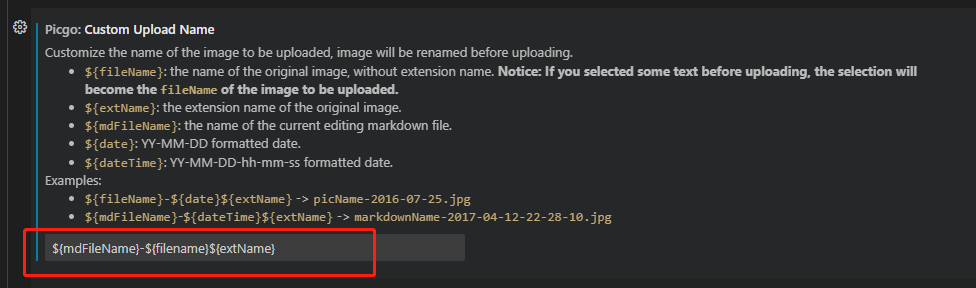 Picgo: Custom Upload Name
Customize the name of the image to be uploaded, image will be renamed before uploading.
• ${fileName}: the name of the original image, without extension name. Notice: If you selected some text before uploading, the selection will
become the fileName of the image to be uploaded.
• ${extName}: the extension name of the original image.
• ${mdFileName}: the name of the current editing markdown file.
• ${date}: YY-MM-DD formatted date.
• ${dateTime}: YY-MM-DD-hh-mm-ss formatted date.
Examples:
• ${fileName}-${date}${extName} -> picName-2016-07-25.jpg
• ${mdFileName}-${dateTime}${extName} -> markdownName-2017-04-12-22-28-10.jpg
${mdFileName}-${filename}${extName}